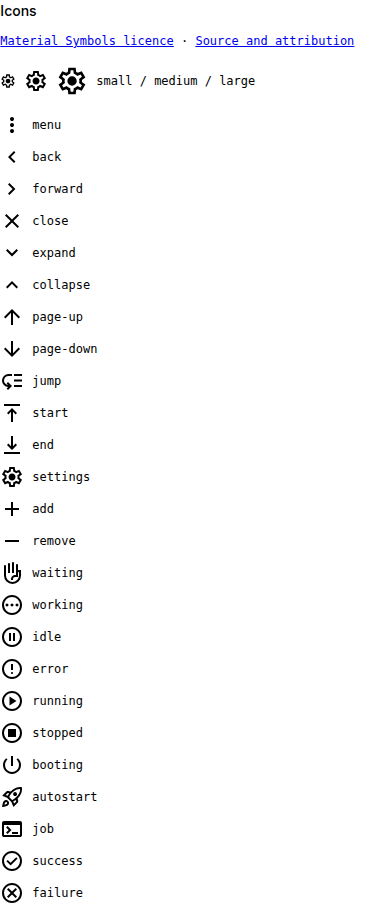 Icons
Material Symbols licence · Source and attribution
small / medium / large
menu
back
forward
close
expand
collapse
page-up
page-down
jump
start
end
settings
add
remove
waiting
working
idle
error
running
stopped
booting
autostart
job
success
failure